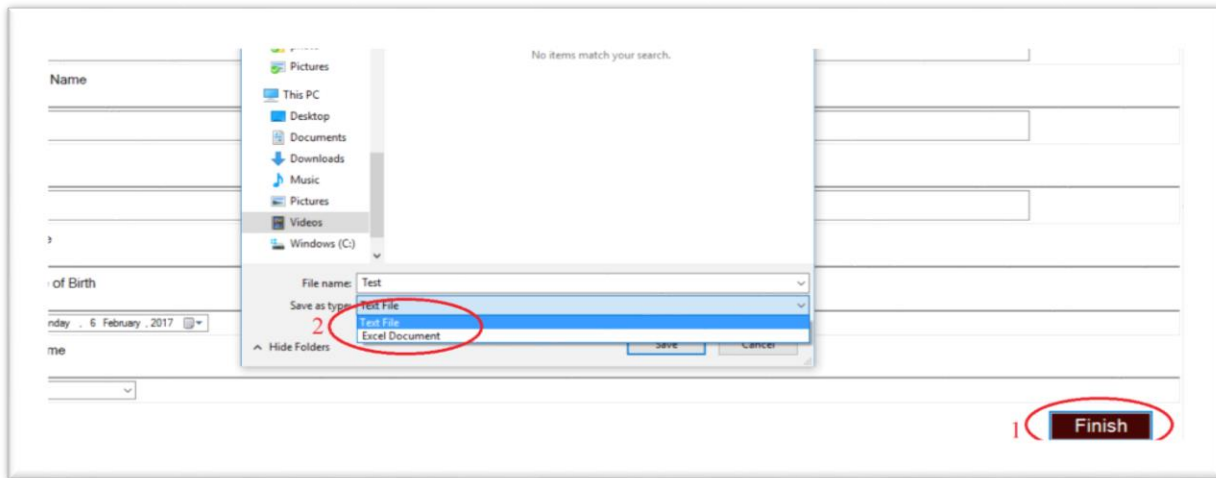 Pictures
No items match your search.
Name
This PC
Desktop
Documents
Downloads
Music
Pictures
Videos
Windows (C:)
of Birth
File name: Test
Save as type: Text File
nday , 6 February , 2017
2
Text File
Excel Document
me
Hide Folders
Save
Cancel
1
Finish